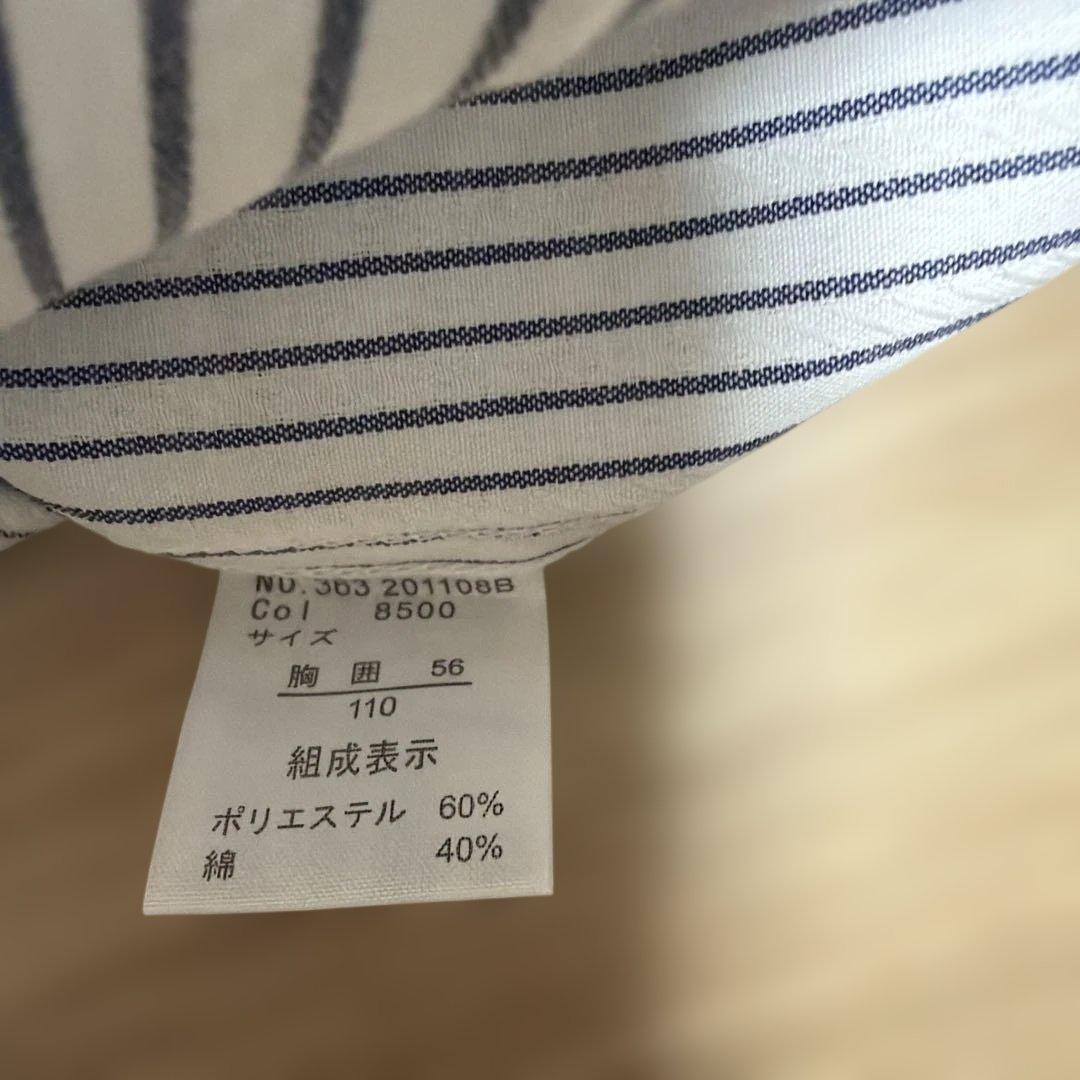 NO.363 201108B
Col 8500
サイズ
胸 囲 56
110
組成表示
ポリエステル 60%
綿 40%